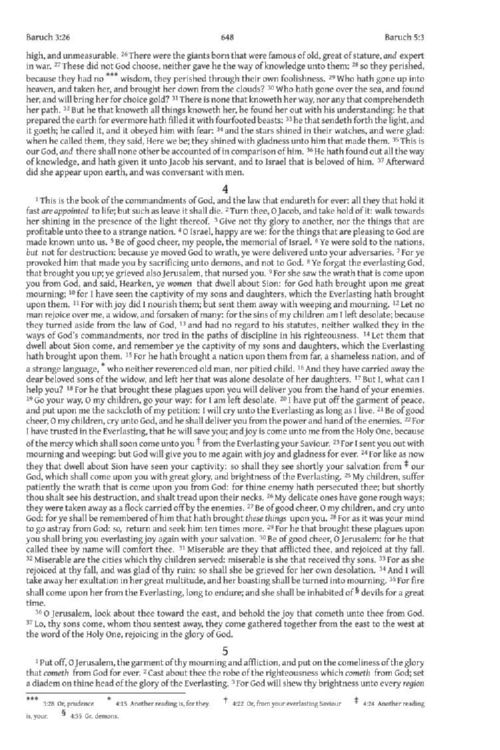 Baruch 3:26 648 Baruch 5:3
high, and unmeasurable. 26 There were the giants born that were famous of old, great of stature, and expert
in war. 27 These did not God choose, neither gave he the way of knowledge unto them: 28 so they perished,
because they had no *** wisdom, they perished through their own foolishness. 29 Who hath gone up into
heaven, and taken her, and brought her down from the clouds? 30 Who hath gone over the sea, and found
her, and will bring her for choice gold? 31 There is none that knoweth her way, nor any that comprehendeth
her path. 32 But he that knoweth all things knoweth her, he found her out with his understanding: he that
prepared the earth for evermore hath filled it with fourfooted beasts: 33 he that sendeth forth the light, and
it goeth; he called it, and it obeyed him with fear: 34 and the stars shined in their watches, and were glad:
when he called them, they said, Here we be; they shined with gladness unto him that made them. 35 This is
our God, and there shall none other be accounted of in comparison of him. 36 He hath found out all the way
of knowledge, and hath given it unto Jacob his servant, and to Israel that is beloved of him. 37 Afterward
did she appear upon earth, and was conversant with men.
4
1 This is the book of the commandments of God, and the law that endureth for ever: all they that hold it
fast are appointed to life; but such as leave it shall die. 2 Turn thee, O Jacob, and take hold of it: walk towards
her shining in the presence of the light thereof. 3 Give not thy glory to another, nor the things that are
profitable unto thee to a strange nation. 4 O Israel, happy are we: for the things that are pleasing to God are
made known unto us. 5 Be of good cheer, my people, the memorial of Israel. 6 Ye were sold to the nations,
but not for destruction: because ye moved God to wrath, ye were delivered unto your adversaries. 7 For ye
provoked him that made you by sacrificing unto demons, and not to God. 8 Ye forgat the everlasting God,
that brought you up; ye grieved also Jerusalem, that nursed you. 9 For she saw the wrath that is come upon
you from God, and said, Hearken, ye women that dwell about Sion: for God hath brought upon me great
mourning; 10 for I have seen the captivity of my sons and daughters, which the Everlasting hath brought
upon them. 11 For with joy did I nourish them; but sent them away with weeping and mourning. 12 Let no
man rejoice over me, a widow, and forsaken of many: for the sins of my children am I left desolate; because
they turned aside from the law of God, 13 and had no regard to his statutes, neither walked they in the
ways of God's commandments, nor trod in the paths of discipline in his righteousness. 14 Let them that
dwell about Sion come, and remember ye the captivity of my sons and daughters, which the Everlasting
hath brought upon them. 15 For he hath brought a nation upon them from far, a shameless nation, and of
a strange language, * who neither reverenced old man, nor pitied child. 16 And they have carried away the
dear beloved sons of the widow, and left her that was alone desolate of her daughters. 17 But I, what can I
help you? 18 For he that brought these plagues upon you will deliver you from the hand of your enemies.
19 Go your way, O my children, go your way: for I am left desolate. 20 I have put off the garment of peace,
and put upon me the sackcloth of my petition: I will cry unto the Everlasting as long as I live. 21 Be of good
cheer, O my children, cry unto God, and he shall deliver you from the power and hand of the enemies. 22 For
I have trusted in the Everlasting, that he will save you; and joy is come unto me from the Holy One, because
of the mercy which shall soon come unto you † from the Everlasting your Saviour. 23 For I sent you out with
mourning and weeping: but God will give you to me again with joy and gladness for ever. 24 For like as now
they that dwell about Sion have seen your captivity: so shall they see shortly your salvation from ‡ our
God, which shall come upon you with great glory, and brightness of the Everlasting. 25 My children, suffer
patiently the wrath that is come upon you from God: for thine enemy hath persecuted thee; but shortly
thou shalt see his destruction, and shalt tread upon their necks. 26 My delicate ones have gone rough ways;
they were taken away as a flock carried off by the enemies. 27 Be of good cheer, O my children, and cry unto
God: for ye shall be remembered of him that hath brought these things upon you. 28 For as it was your mind
to go astray from God: so, return and seek him ten times more. 29 For he that brought these plagues upon
you shall bring you everlasting joy again with your salvation. 30 Be of good cheer, O Jerusalem: for he that
called thee by name will comfort thee. 31 Miserable are they that afflicted thee, and rejoiced at thy fall.
32 Miserable are the cities which thy children served: miserable is she that received thy sons. 33 For as she
rejoiced at thy fall, and was glad of thy ruin: so shall she be grieved for her own desolation. 34 And I will
take away her exultation in her great multitude, and her boasting shall be turned into mourning. 35 For fire
shall come upon her from the Everlasting, long to endure; and she shall be inhabited of § devils for a great
time.
36 O Jerusalem, look about thee toward the east, and behold the joy that cometh unto thee from God.
37 Lo, thy sons come, whom thou sentest away, they come gathered together from the east to the west at
the word of the Holy One, rejoicing in the glory of God.
5
1 Put off, O Jerusalem, the garment of thy mourning and affliction, and put on the comeliness of the glory
that cometh from God for ever. 2 Cast about thee the robe of the righteousness which cometh from God; set
a diadem on thine head of the glory of the Everlasting. 3 For God will shew thy brightness unto every region
*** 3:28 Or, prudence * 4:15 Another reading is, for they. † 4:22 Or, from your everlasting Saviour ‡ 4:24 Another reading
is, your. § 4:35 Gr. demons.